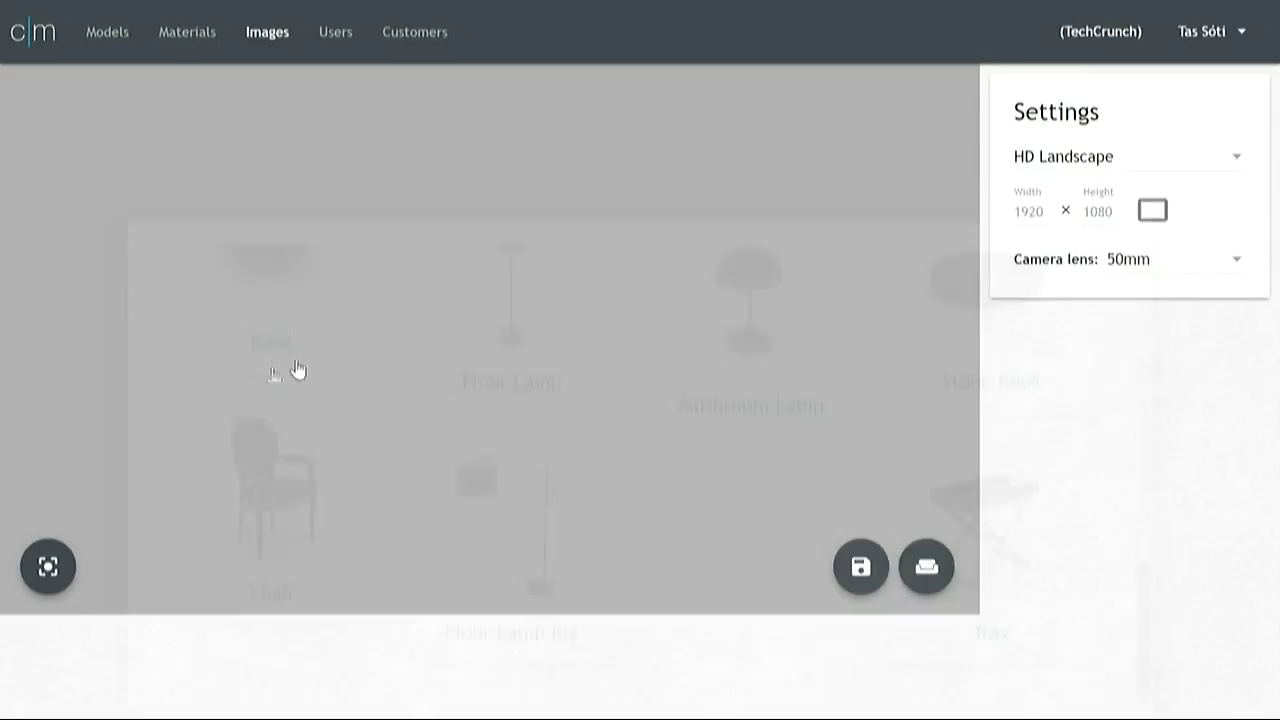 c|m Models Materials Images Users Customers (TechCrunch) Tas Sóti
Settings
HD Landscape
Width Height
1920 × 1080
Camera lens: 50mm
Floor Lamp
Mushroom Lamp
Chair
Tray